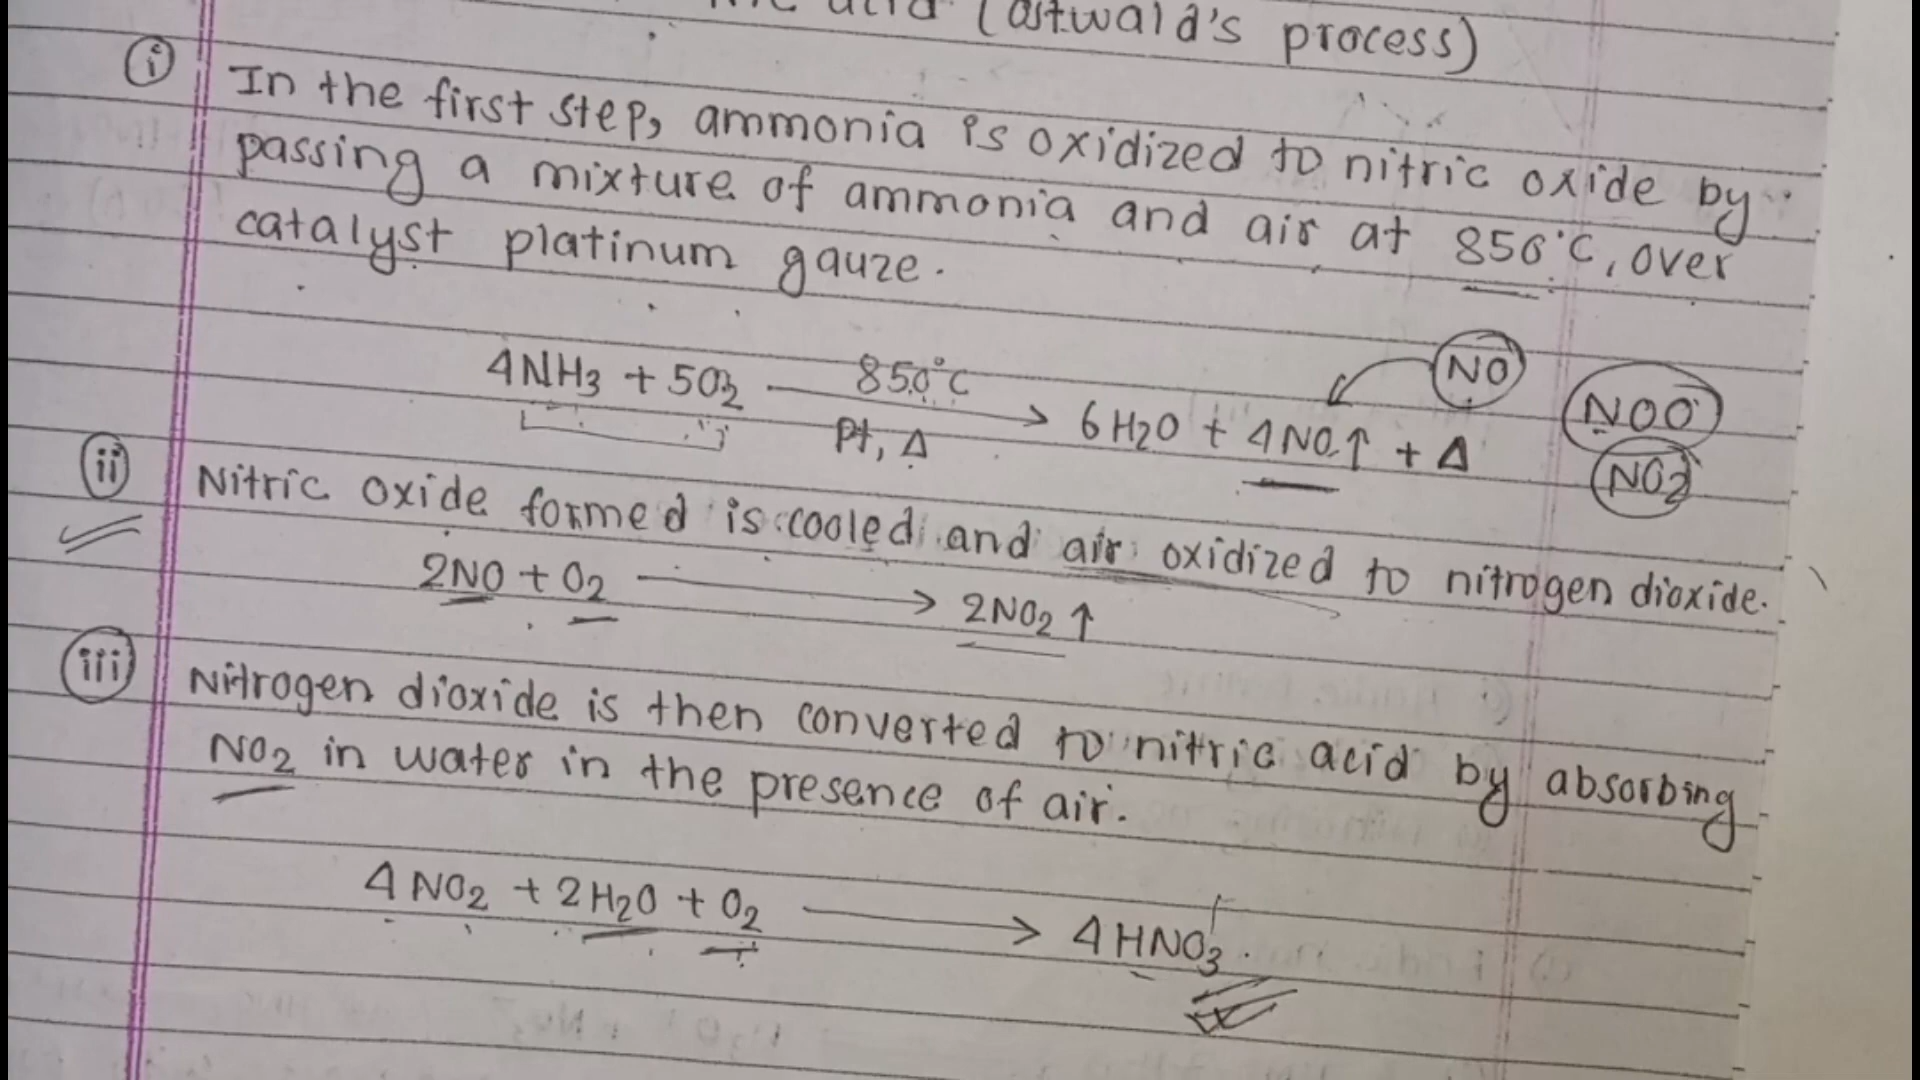 acid (ostwald's process)
(i) In the first step, ammonia is oxidized to nitric oxide by
passing a mixture of ammonia and air at 850°C, over
catalyst platinum gauze.
NO
NOO
4NH3 + 5O2 850°C → 6H2O + 4NO↑ + Δ
Pt, Δ
NO2
(ii) Nitric oxide formed is cooled and air oxidized to nitrogen dioxide.
2NO + O2 → 2NO2 ↑
(iii) Nitrogen dioxide is then converted to nitric acid by absorbing
NO2 in water in the presence of air.
4NO2 + 2H2O + O2 → 4HNO3